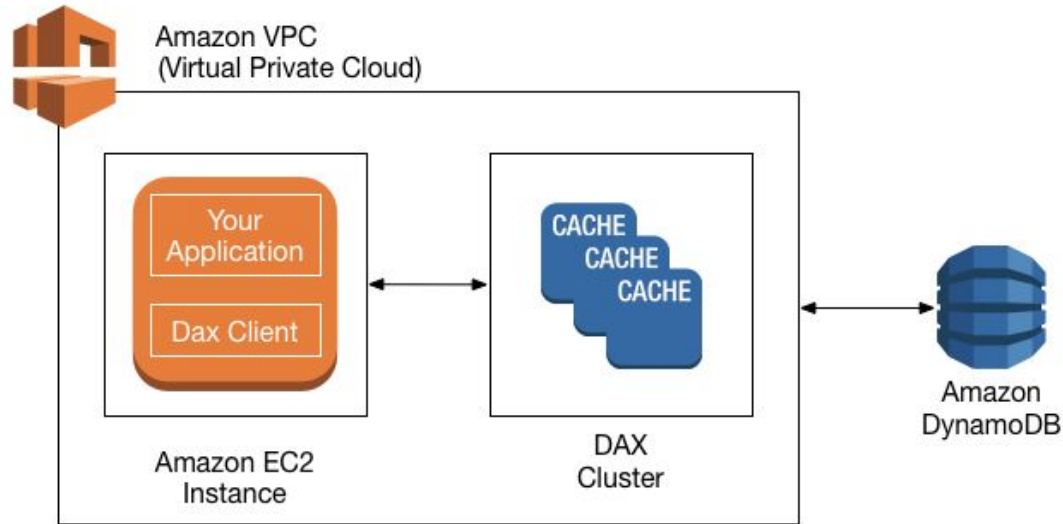 Amazon VPC
(Virtual Private Cloud)
Your
Application
Dax Client
CACHE
CACHE
CACHE
Amazon EC2
Instance
DAX
Cluster
Amazon
DynamoDB